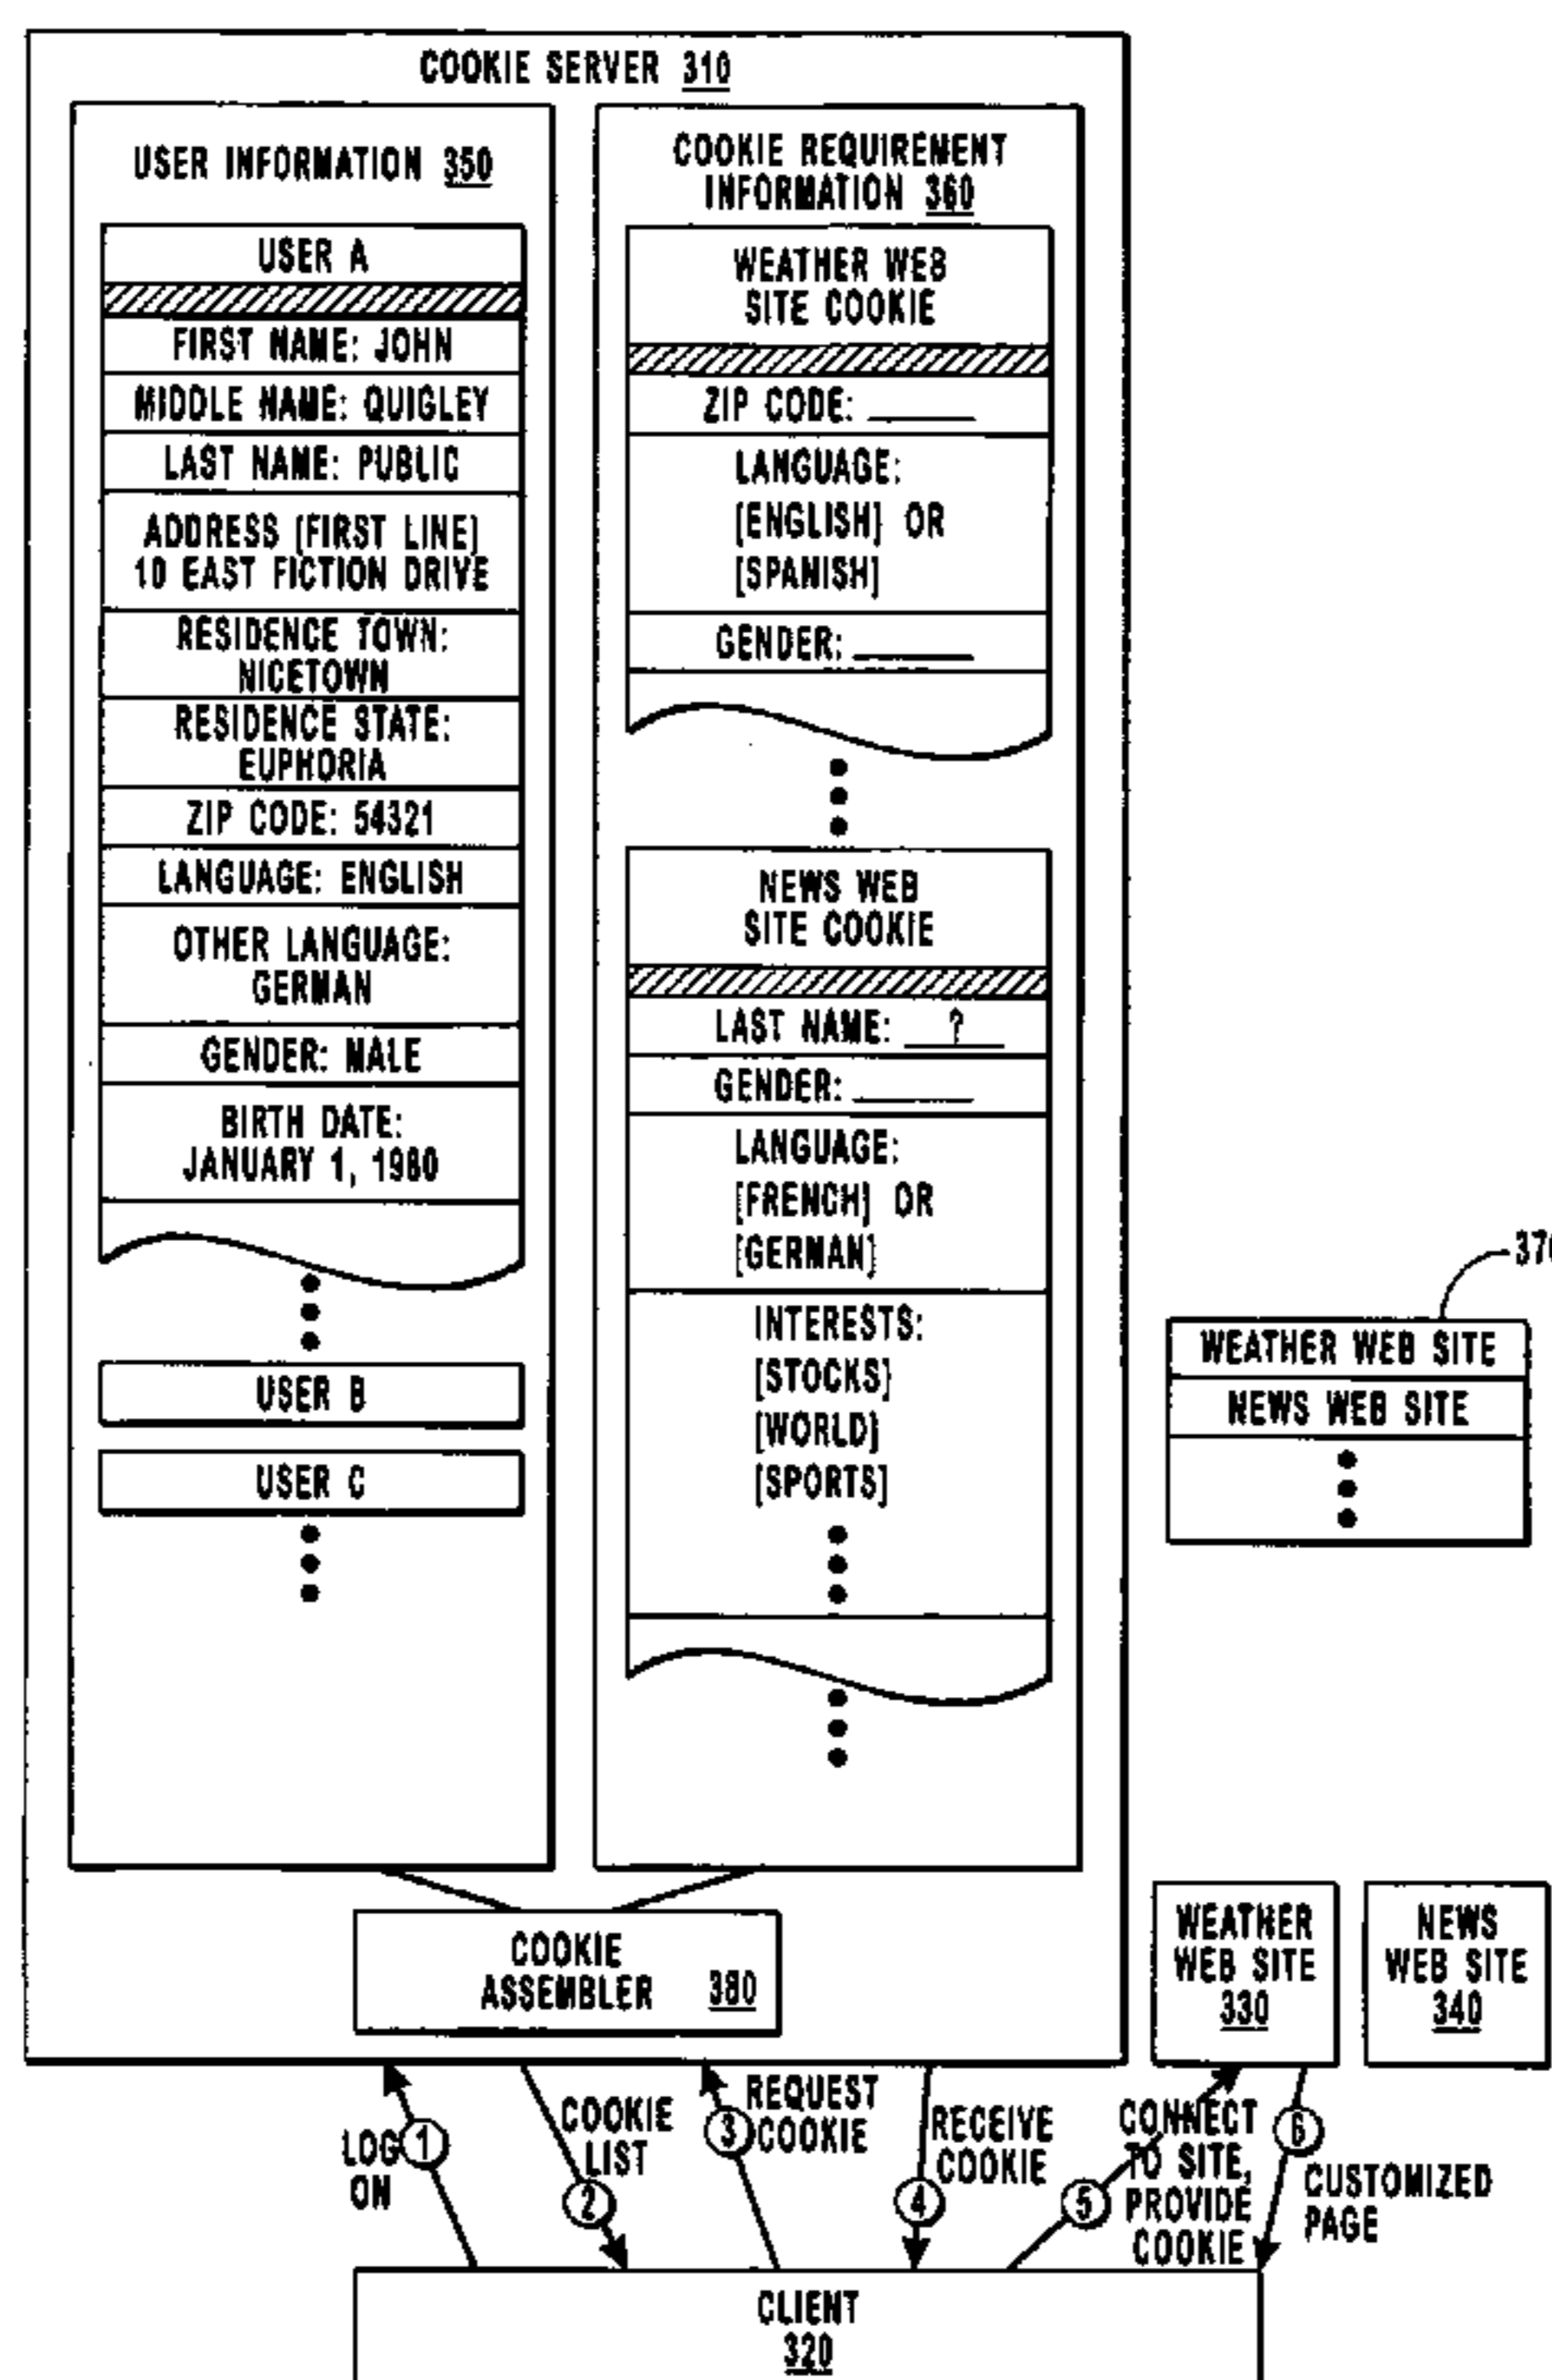 COOKIE SERVER 310
USER INFORMATION 350
USER A
FIRST NAME: JOHN
MIDDLE NAME: QUIGLEY
LAST NAME: PUBLIC
ADDRESS [FIRST LINE]
10 EAST FICTION DRIVE
RESIDENCE TOWN:
NICETOWN
RESIDENCE STATE:
EUPHORIA
ZIP CODE: 54321
LANGUAGE: ENGLISH
OTHER LANGUAGE:
GERMAN
GENDER: MALE
BIRTH DATE:
JANUARY 1, 1980
USER B
USER C
COOKIE REQUIREMENT
INFORMATION 360
WEATHER WEB
SITE COOKIE
ZIP CODE: ______
LANGUAGE:
[ENGLISH] OR
[SPANISH]
GENDER: ______
NEWS WEB
SITE COOKIE
LAST NAME: __?__
GENDER: ______
LANGUAGE:
[FRENCH] OR
[GERMAN]
INTERESTS:
[STOCKS]
[WORLD]
[SPORTS]
WEATHER WEB SITE
NEWS WEB SITE
COOKIE
ASSEMBLER 380
WEATHER
WEB SITE
330
NEWS
WEB SITE
340
LOG
ON
1
COOKIE
LIST
2
REQUEST
COOKIE
3
RECEIVE
COOKIE
4
CONNECT
TO SITE,
PROVIDE
COOKIE
5
6
CUSTOMIZED
PAGE
CLIENT
320